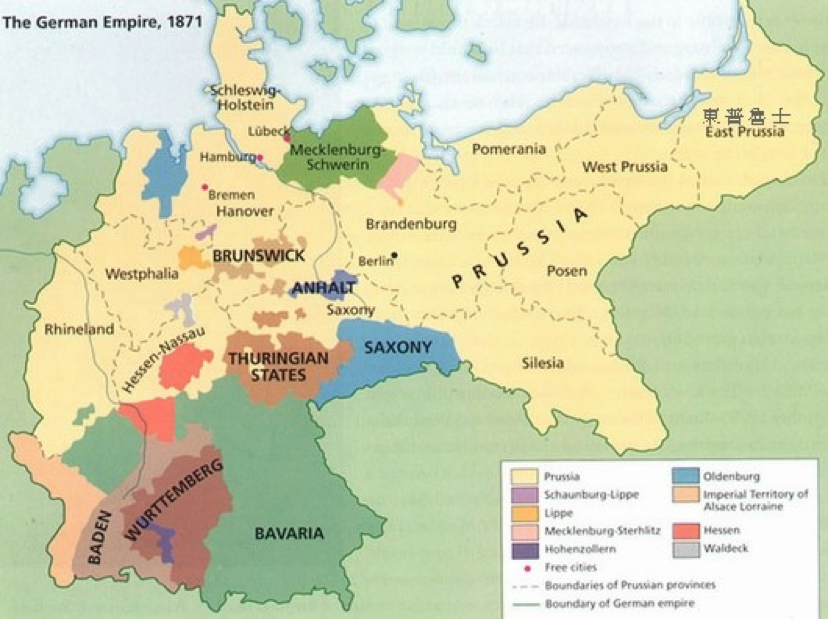 The German Empire, 1871
Schleswig-
Holstein
Lübeck
Hamburg
Mecklenburg-
Schwerin
Bremen
Hanover
Pomerania
東普魯士
East Prussia
West Prussia
Brandenburg
Berlin
PRUSSIA
Posen
BRUNSWICK
Westphalia
ANHALT
Saxony
Rhineland
Hessen-Nassau
THURINGIAN
STATES
SAXONY
Silesia
BADEN
WURTTEMBERG
BAVARIA
Prussia
Schaunburg-Lippe
Lippe
Mecklenburg-Sterhlitz
Hohenzollern
Free cities
Boundaries of Prussian provinces
Boundary of German empire
Oldenburg
Imperial Territory of
Alsace Lorraine
Hessen
Waldeck